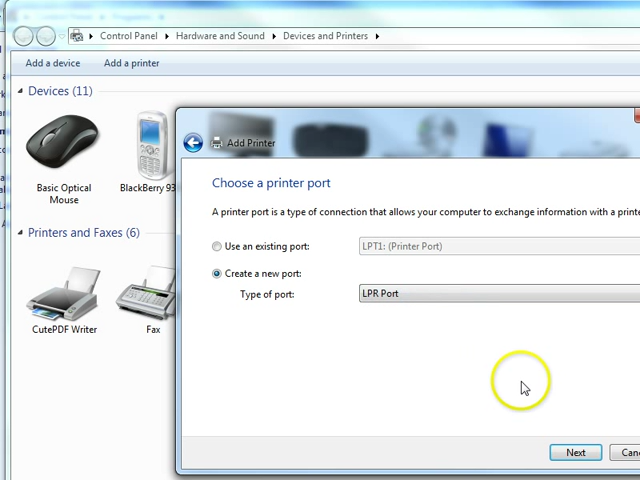 Control Panel Hardware and Sound Devices and Printers
Add a device Add a printer
Devices (11)
Basic Optical
Mouse
BlackBerry 93
Printers and Faxes (6)
CutePDF Writer
Fax
Add Printer
Choose a printer port
A printer port is a type of connection that allows your computer to exchange information with a printe
Use an existing port: LPT1: (Printer Port)
Create a new port:
Type of port: LPR Port
Next Canc